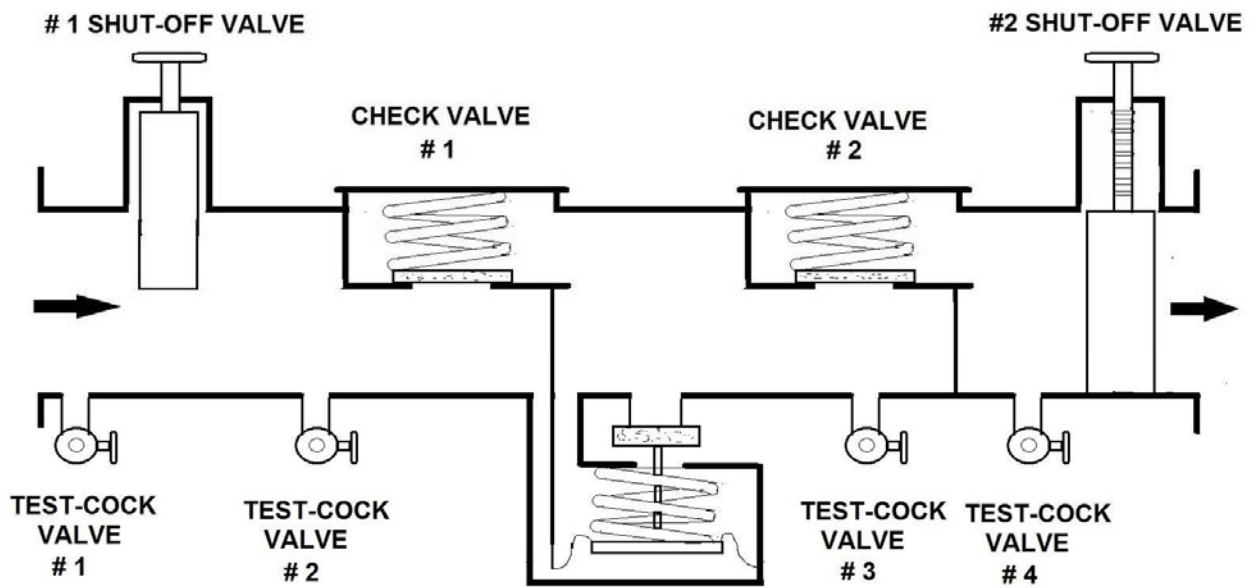 # 1 SHUT-OFF VALVE
#2 SHUT-OFF VALVE
CHECK VALVE
# 1
CHECK VALVE
# 2
TEST-COCK
VALVE
# 1
TEST-COCK
VALVE
# 2
TEST-COCK
VALVE
# 3
TEST-COCK
VALVE
# 4